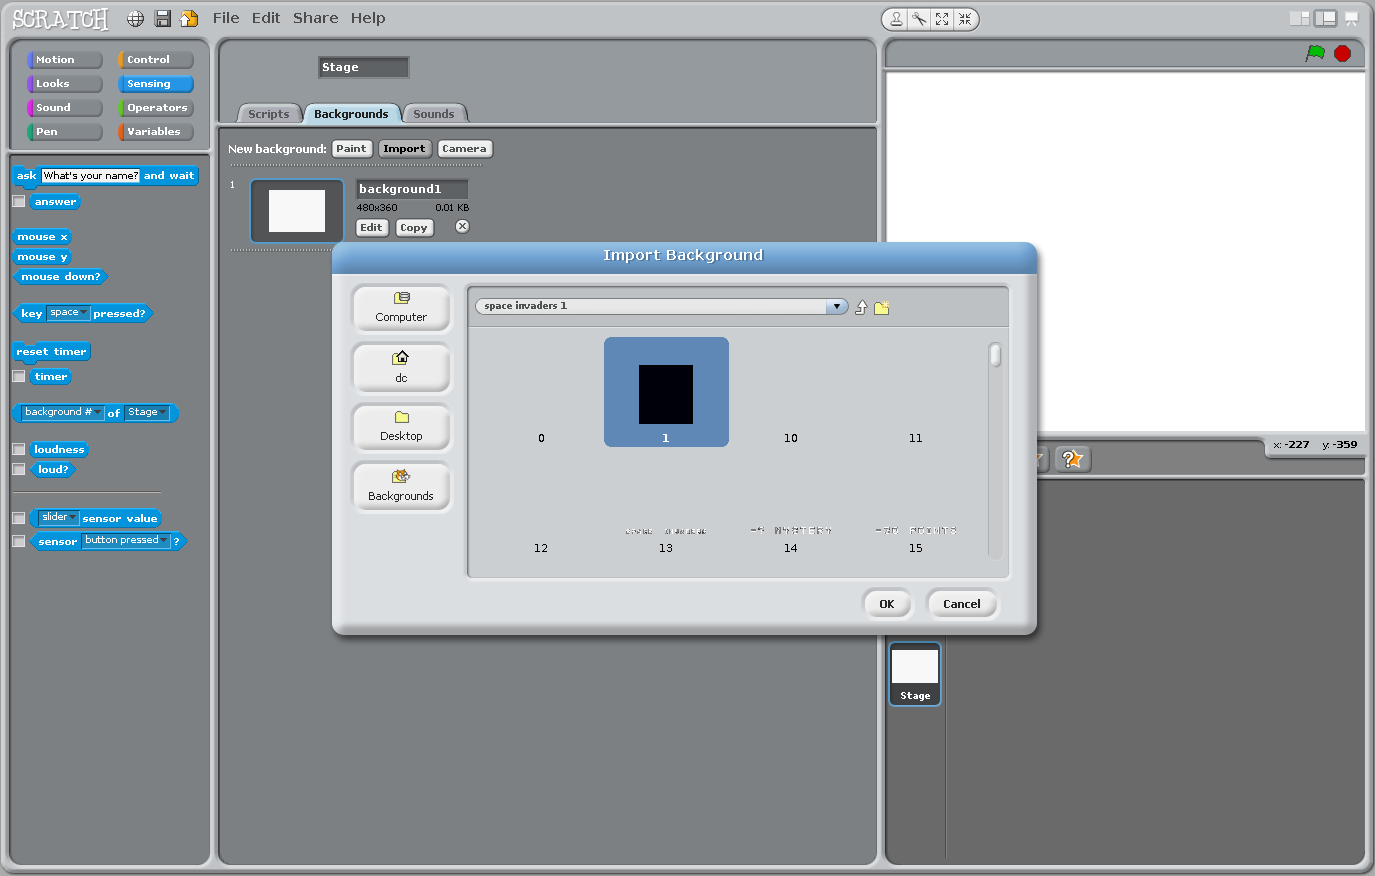 SCRATCH File Edit Share Help
Motion Control
Looks Sensing
Sound Operators
Pen Variables
ask What's your name? and wait
answer
mouse x
mouse y
mouse down?
key space pressed?
reset timer
timer
background # of Stage
loudness
loud?
slider sensor value
sensor button pressed ?
Stage
Scripts Backgrounds Sounds
New background: Paint Import Camera
1
background1
480x360 0.01 KB
Edit Copy
Import Background
Computer
dc
Desktop
Backgrounds
space invaders 1
0 1 10 11
12 13 14 15
OK Cancel
x: -227 y: -359
Stage